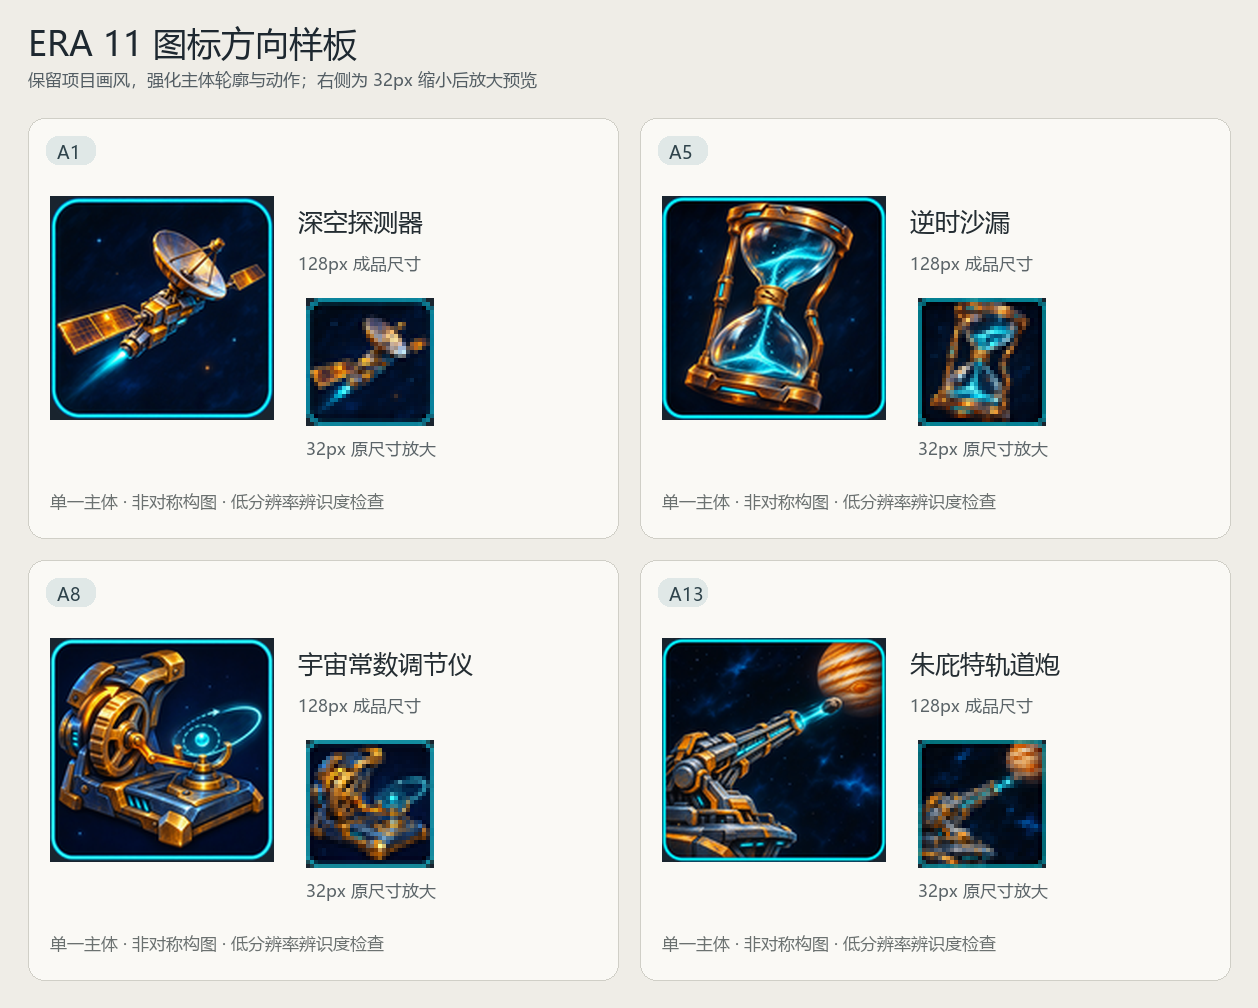 ERA 11 图标方向样板
保留项目画风，强化主体轮廓与动作；右侧为 32px 缩小后放大预览
A1
深空探测器
128px 成品尺寸
32px 原尺寸放大
单一主体 · 非对称构图 · 低分辨率辨识度检查
A5
逆时沙漏
128px 成品尺寸
32px 原尺寸放大
单一主体 · 非对称构图 · 低分辨率辨识度检查
A8
宇宙常数调节仪
128px 成品尺寸
32px 原尺寸放大
单一主体 · 非对称构图 · 低分辨率辨识度检查
A13
朱庇特轨道炮
128px 成品尺寸
32px 原尺寸放大
单一主体 · 非对称构图 · 低分辨率辨识度检查